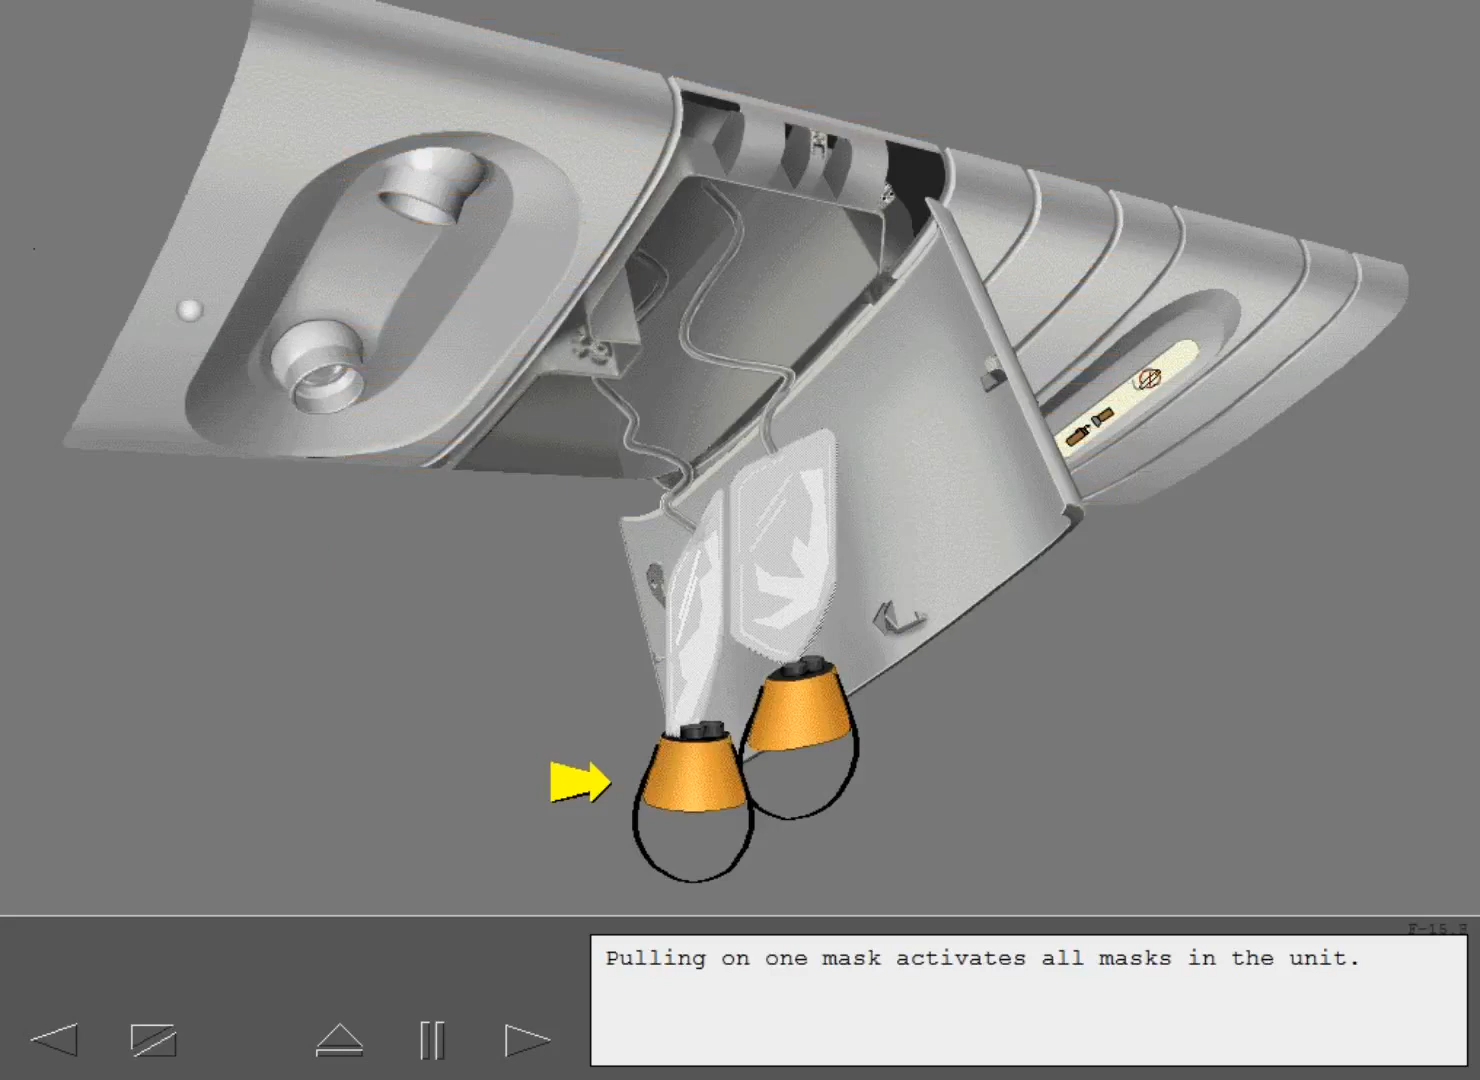 Pulling on one mask activates all masks in the unit.